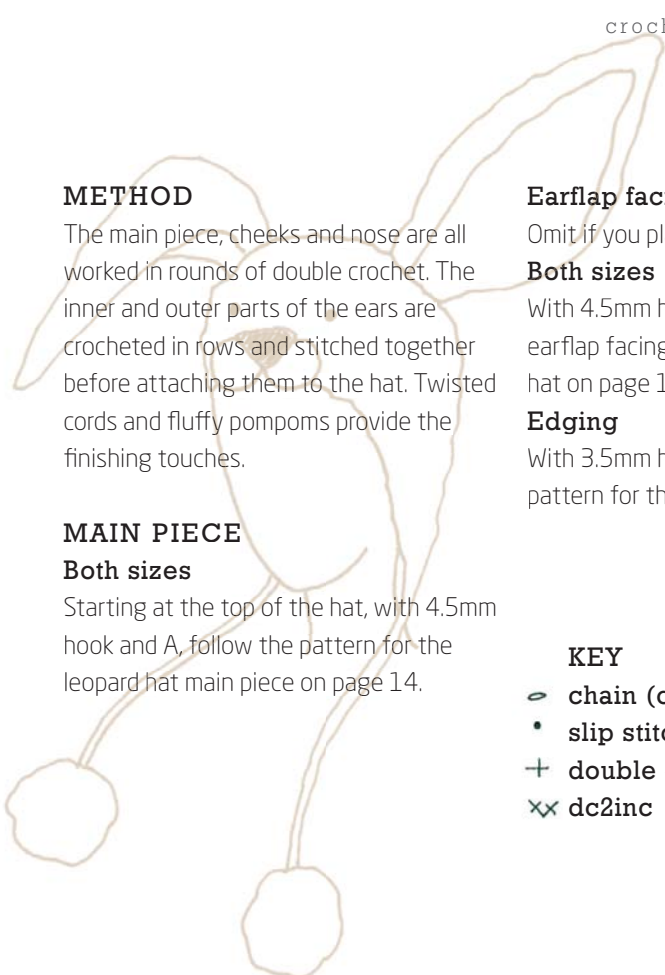 METHOD
The main piece, cheeks and nose are all
worked in rounds of double crochet. The
inner and outer parts of the ears are
crocheted in rows and stitched together
before attaching them to the hat. Twisted
cords and fluffy pompoms provide the
finishing touches.
MAIN PIECE
Both sizes
Starting at the top of the hat, with 4.5mm
hook and A, follow the pattern for the
leopard hat main piece on page 14.
Earflap
Omit if you
Both sizes
With 4.5mm
earflap facing
hat on page
Edging
With 3.5mm
pattern for
KEY
chain
slip
double
dc2inc